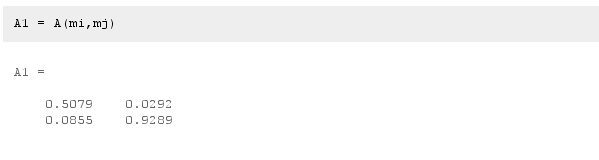 A1 = A(mi,mj)
A1 =
0.5079 0.0292
0.0855 0.9289